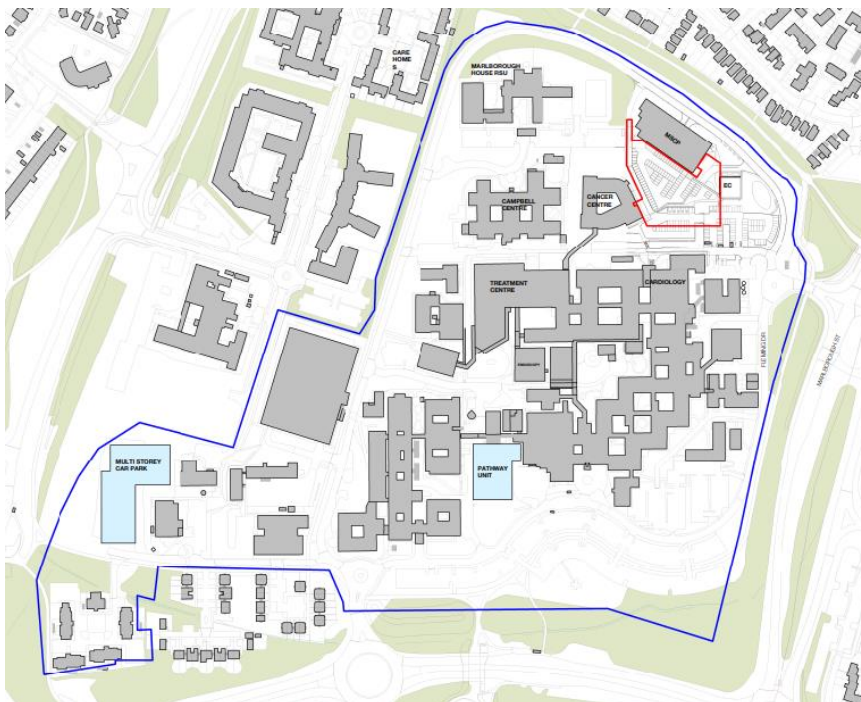 CARE
HOME
S
MARLBOROUGH
HOUSE RSU
MSCP
EC
CANCER
CENTRE
CAMPBELL
CENTRE
TREATMENT
CENTRE
CARDIOLOGY
FLEMING DR
MARLBOROUGH ST
MULTI STOREY
CAR PARK
PATHWAY
UNIT